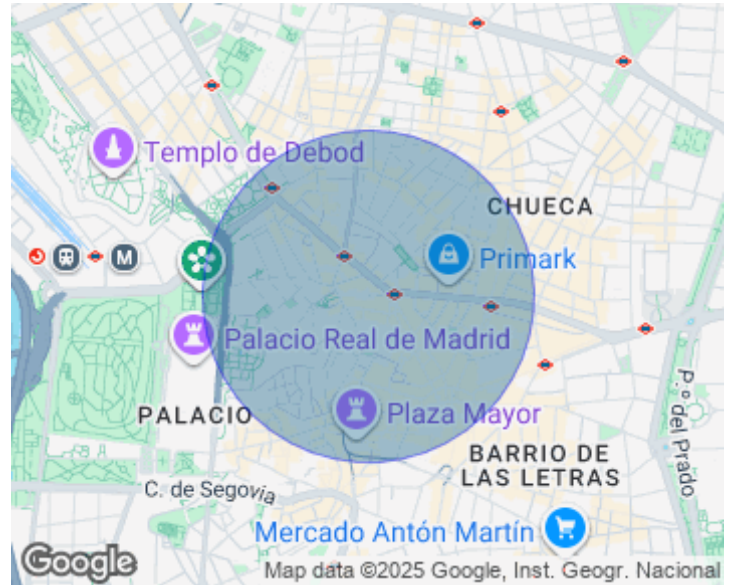 Templo de Debod
CHUECA
Primark
M
Palacio Real de Madrid
Plaza Mayor
PALACIO
P.º del Prado
BARRIO DE
LAS LETRAS
C. de Segovia
Mercado Antón Martín
Google
Map data ©2025 Google, Inst. Geogr. Nacional